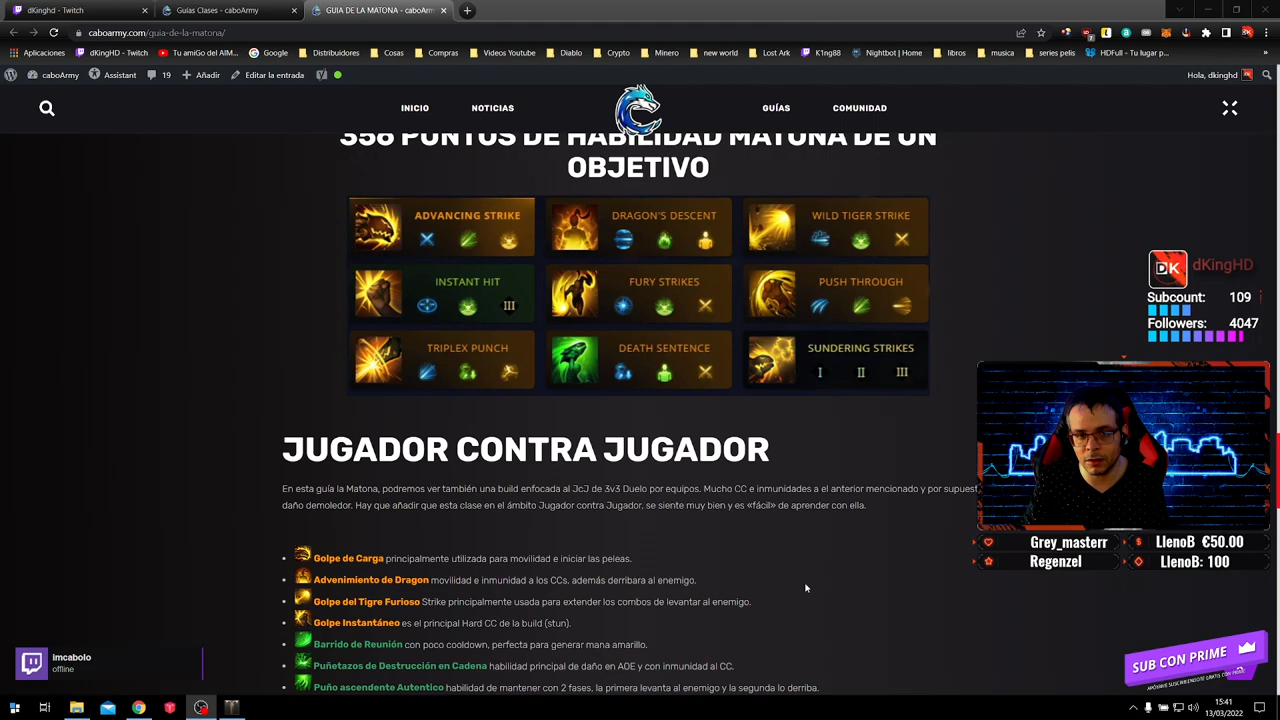 dKinghd - Twitch
Guías Clases - caboArmy
GUIA DE LA MATONA - caboArmy
caboarmy.com/guia-de-la-matona/
Aplicaciones
dKingHD - Twitch
Tu amiGo del AIM...
Google
Distribuidores
Cosas
Compras
Videos Youtube
Diablo
Crypto
Minero
new world
Lost Ark
K1ng88
Nightbot | Home
libros
musica
series pelis
HDFull - Tu lugar p...
caboArmy
Assistant
19
Añadir
Editar la entrada
Hola, dkinghd
INICIO
NOTICIAS
GUÍAS
COMUNIDAD
358 PUNTOS DE HABILIDAD MATONA DE UN
OBJETIVO
ADVANCING STRIKE
DRAGON'S DESCENT
WILD TIGER STRIKE
INSTANT HIT
III
FURY STRIKES
PUSH THROUGH
TRIPLEX PUNCH
DEATH SENTENCE
SUNDERING STRIKES
I II III
DK dKingHD
Subcount: 109
Followers: 4047
JUGADOR CONTRA JUGADOR
En esta guía la Matona, podremos ver también una build enfocada al JcJ de 3v3 Duelo por equipos. Mucho CC e inmunidades a el anterior mencionado y por supuest
daño demoledor. Hay que añadir que esta clase en el ámbito Jugador contra Jugador, se siente muy bien y es «fácil» de aprender con ella.
Golpe de Carga principalmente utilizada para movilidad e iniciar las peleas.
Advenimiento de Dragon movilidad e inmunidad a los CCs, además derribara al enemigo.
Golpe del Tigre Furioso Strike principalmente usada para extender los combos de levantar al enemigo.
Golpe Instantáneo es el principal Hard CC de la build (stun).
Barrido de Reunión con poco cooldown, perfecta para generar mana amarillo.
Puñetazos de Destrucción en Cadena habilidad principal de daño en AOE y con inmunidad al CC.
Puño ascendente Autentico habilidad de mantener con 2 fases, la primera levanta al enemigo y la segunda lo derriba.
Grey_masterr
LlenoB €50.00
Regenzel
LlenoB: 100
SUB CON PRIME
imcabolo
offline
15:41
13/03/2022